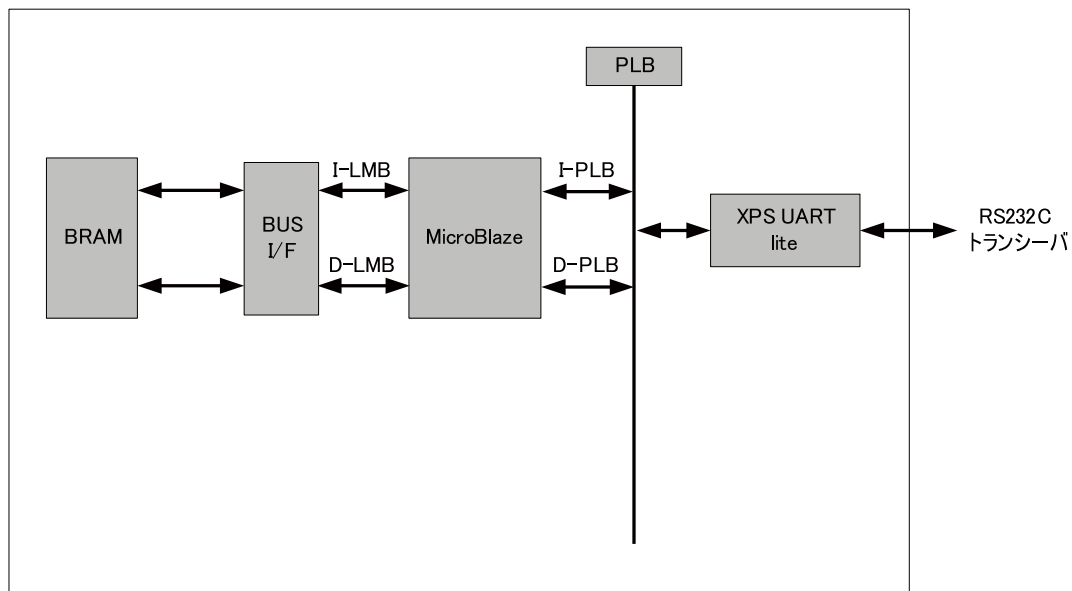 PLB
I-LMB
I-PLB
BRAM
BUS
I/F
MicroBlaze
XPS UART
lite
RS232C
トランシーバ
D-LMB
D-PLB